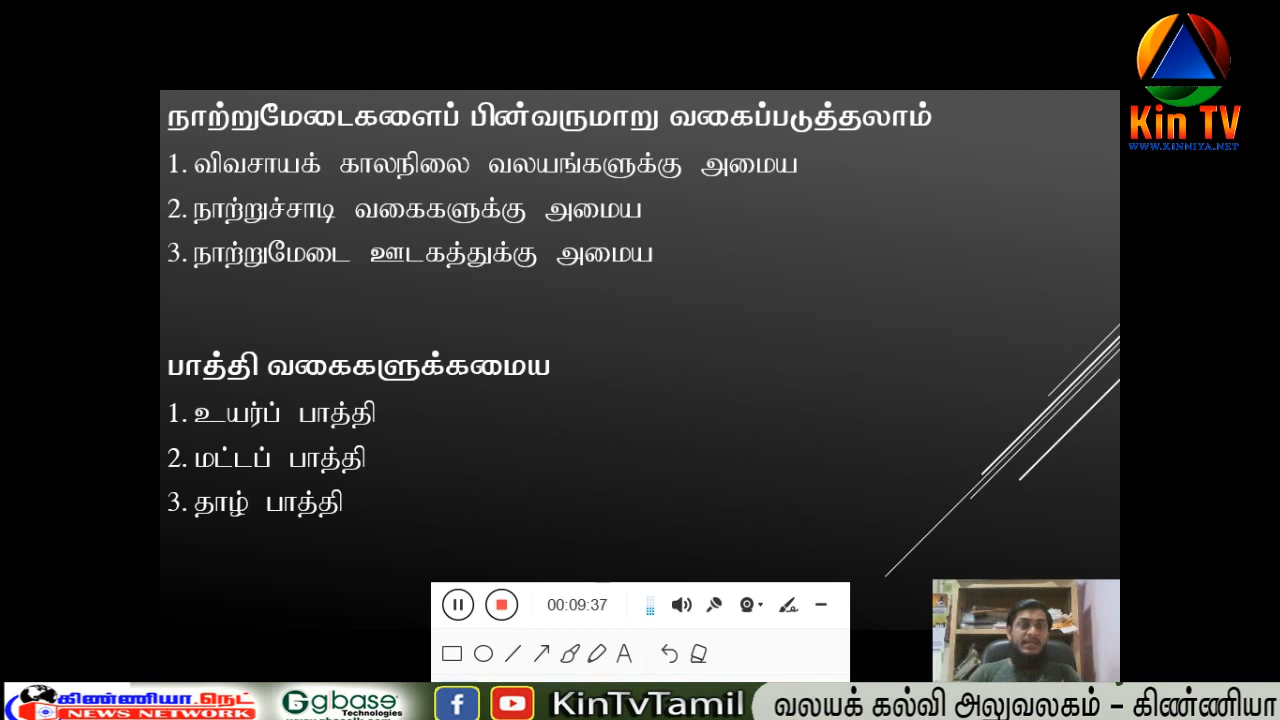 Kin TV
WWW.KINNIYA.NET
நாற்றுமேடைகளைப் பின்வருமாறு வகைப்படுத்தலாம்
1. விவசாயக் காலநிலை வலயங்களுக்கு அமைய
2. நாற்றுச்சாடி வகைகளுக்கு அமைய
3. நாற்றுமேடை ஊடகத்துக்கு அமைய
பாத்தி வகைகளுக்கமைய
1. உயர்ப் பாத்தி
2. மட்டப் பாத்தி
3. தாழ் பாத்தி
00:09:37
கிண்ணியா.நெட்
NEWS NETWORK
gbase
Technologies
KinTvTamil
வலயக் கல்வி அலுவலகம் - கிண்ணியா